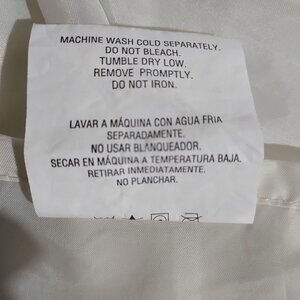 MACHINE WASH COLD SEPARATELY.
DO NOT BLEACH.
TUMBLE DRY LOW.
REMOVE PROMPTLY.
DO NOT IRON.
LAVAR A MÁQUINA CON AGUA FRIA
SEPARADAMENTE.
NO USAR BLANQUEADOR.
SECAR EN MÁQUINA A TEMPERATURA BAJA.
RETIRAR INMEDIATAMENTE.
NO PLANCHAR.